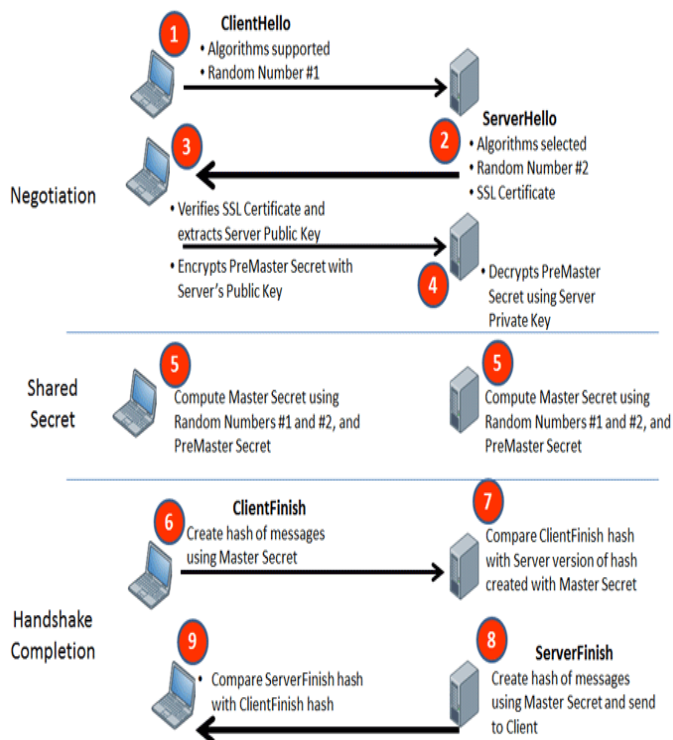 1
ClientHello
• Algorithms supported
• Random Number #1
ServerHello
2
• Algorithms selected
• Random Number #2
• SSL Certificate
3
Negotiation
• Verifies SSL Certificate and
extracts Server Public Key
• Encrypts PreMaster Secret with
Server's Public Key
4
• Decrypts PreMaster
Secret using Server
Private Key
Shared
Secret
5
Compute Master Secret using
Random Numbers #1 and #2, and
PreMaster Secret
5
Compute Master Secret using
Random Numbers #1 and #2, and
PreMaster Secret
Handshake
Completion
6
ClientFinish
Create hash of messages
using Master Secret
7
Compare ClientFinish hash
with Server version of hash
created with Master Secret
8
ServerFinish
Create hash of messages
using Master Secret and send
to Client
9
• Compare ServerFinish hash
with ClientFinish hash